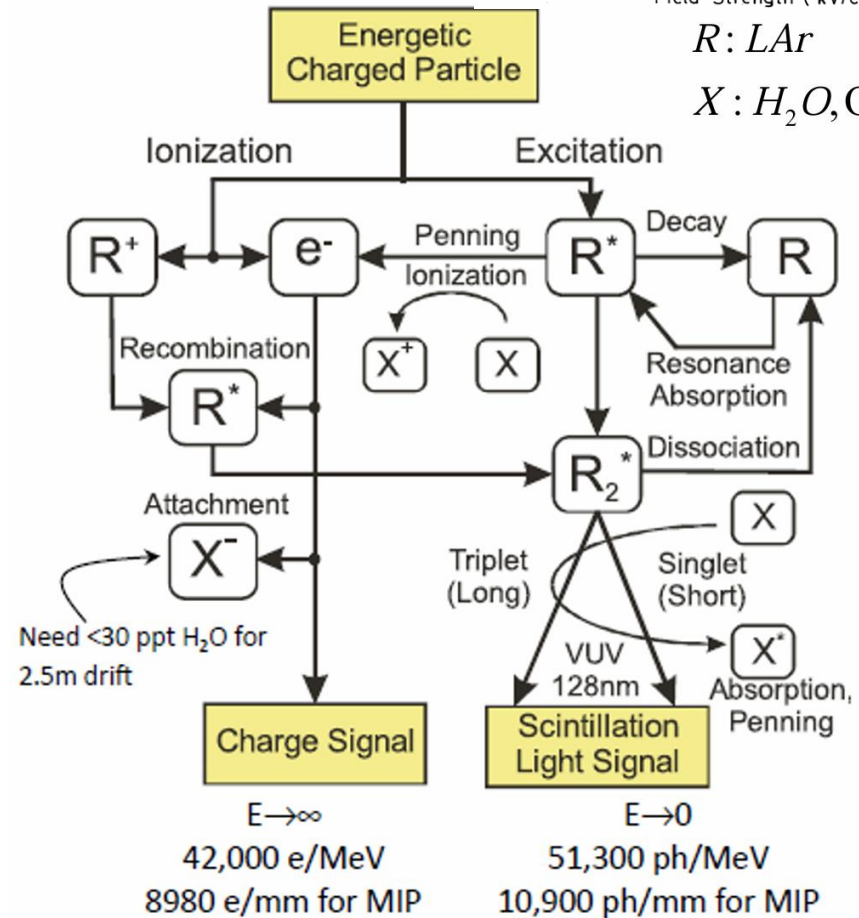 R: LAr
X: H₂O,
Energetic
Charged Particle
Ionization
Excitation
R⁺
e⁻
Penning
Ionization
R*
Decay
R
X⁺
X
Resonance
Absorption
Recombination
R*
R₂*
Dissociation
Attachment
X⁻
X
Triplet
(Long)
Singlet
(Short)
Need <30 ppt H₂O for
2.5m drift
VUV
128nm
X*
Absorption,
Penning
Charge Signal
Scintillation
Light Signal
E→∞
42,000 e/MeV
8980 e/mm for MIP
E→0
51,300 ph/MeV
10,900 ph/mm for MIP